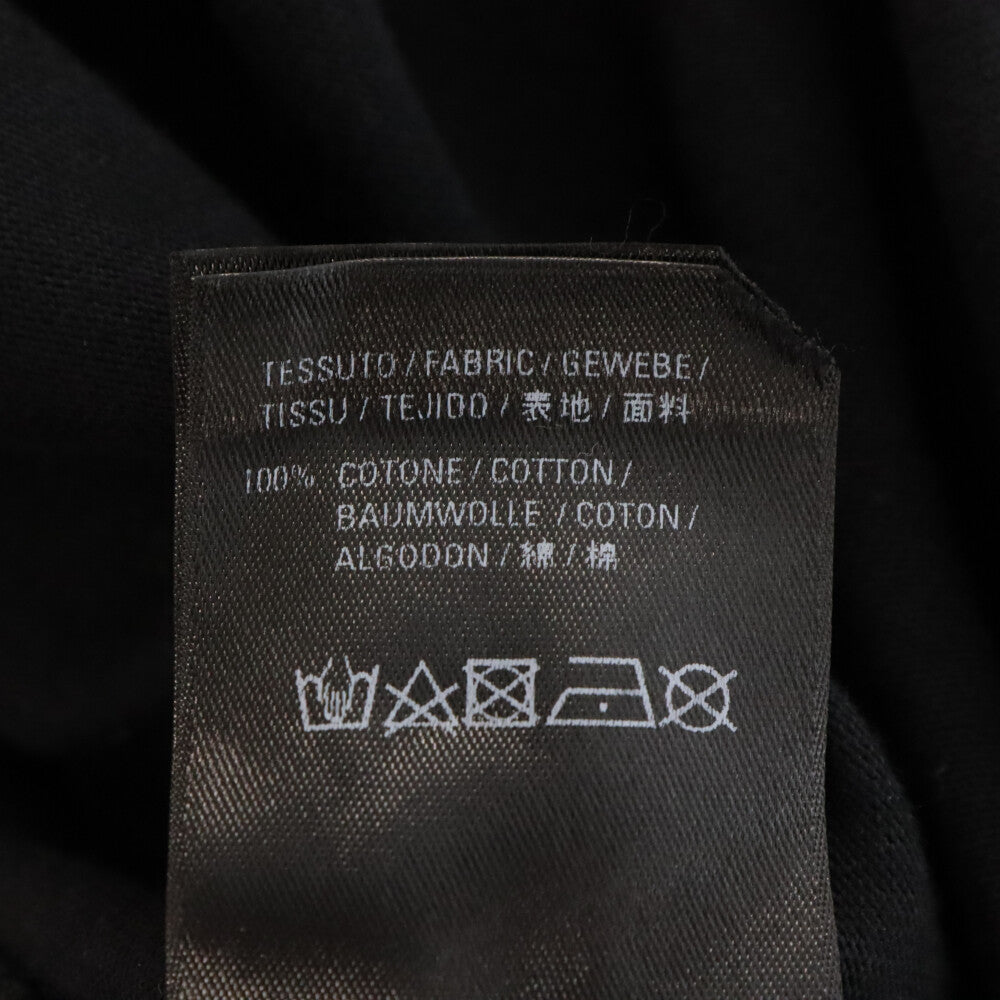 TESSUTO / FABRIC / GEWEBE /
TISSU / TEJIDO / 表地 / 面料
100% COTONE / COTTON /
BAUMWOLLE / COTON /
ALGODON / 綿 / 棉